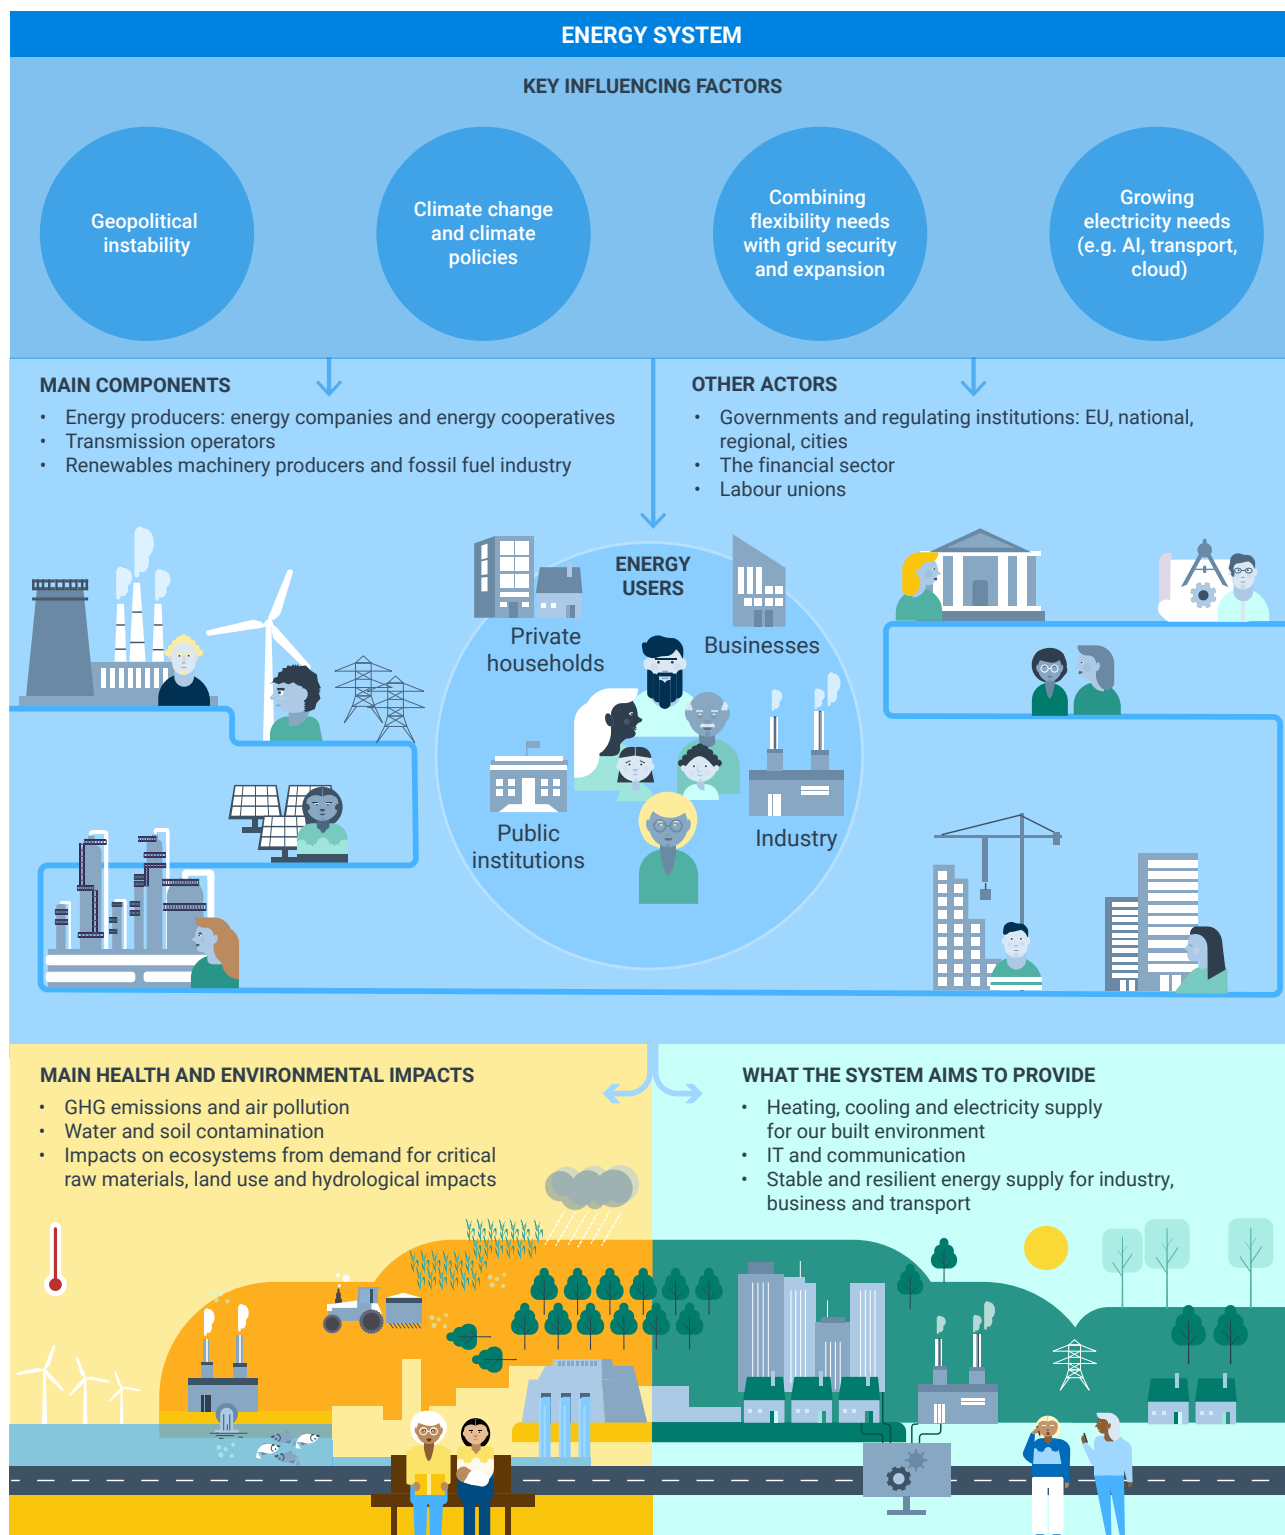 ENERGY SYSTEM
KEY INFLUENCING FACTORS
Geopolitical
instability
Climate change
and climate
policies
Combining
flexibility needs
with grid security
and expansion
Growing
electricity needs
(e.g. AI, transport,
cloud)
MAIN COMPONENTS
• Energy producers: energy companies and energy cooperatives
• Transmission operators
• Renewables machinery producers and fossil fuel industry
OTHER ACTORS
• Governments and regulating institutions: EU, national,
regional, cities
• The financial sector
• Labour unions
ENERGY
USERS
Private
households
Businesses
Public
institutions
Industry
MAIN HEALTH AND ENVIRONMENTAL IMPACTS
• GHG emissions and air pollution
• Water and soil contamination
• Impacts on ecosystems from demand for critical
raw materials, land use and hydrological impacts
WHAT THE SYSTEM AIMS TO PROVIDE
• Heating, cooling and electricity supply
for our built environment
• IT and communication
• Stable and resilient energy supply for industry,
business and transport